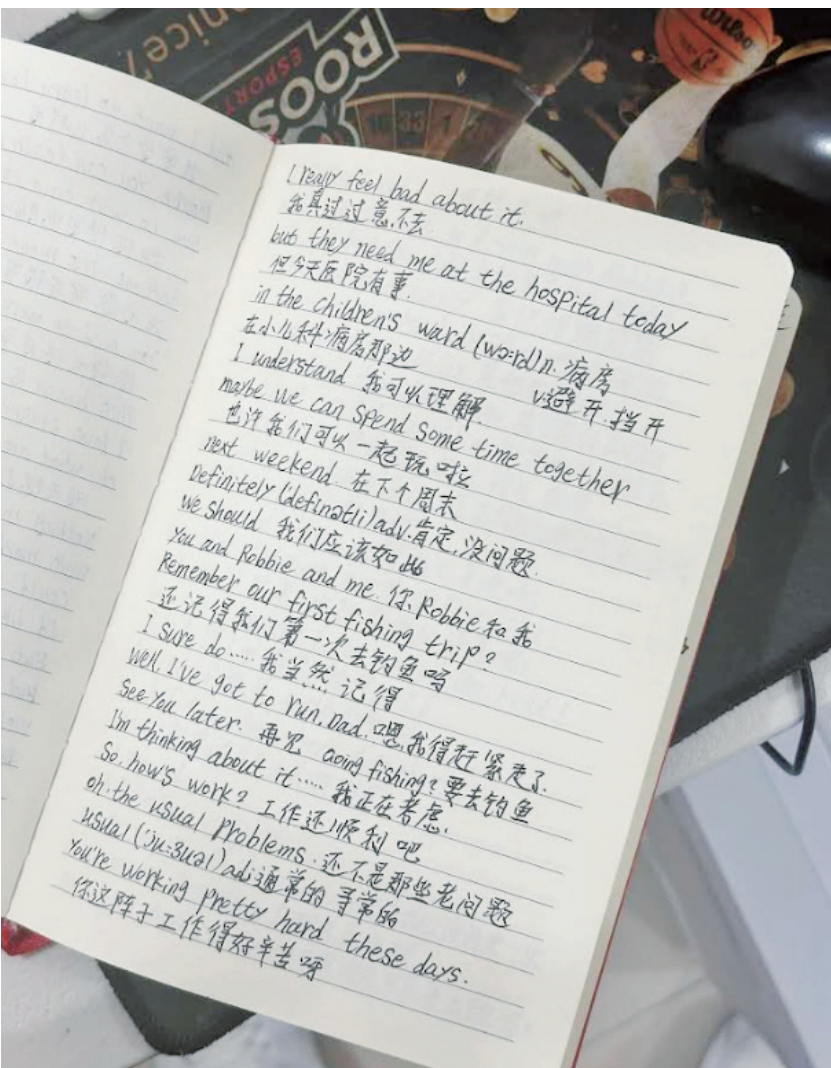 onice?
ROOS
ESPORT
Wilson
33
1
I really feel bad about it.
我真过过意不去
but they need me at the hospital today
但今天医院有事.
in the children's ward (wɔ:rd)n.病房
在小儿科病房那边 v.避开.挡开
I understand 我可以理解.
maybe we can spend some time together
也许我们可以一起玩啦
next weekend. 在下个周末
Definitely (definətli)adv.肯定,没问题.
we should 我们应该如此
You and Robbie and me. 你、Robbie和我
Remember our first fishing trip?
还记得我们第一次去钓鱼吗
I sure do..... 我当然记得
Well. I've got to run. Dad. 嗯,我得赶紧走了.
See You later. 再见 Going fishing? 要去钓鱼
I'm thinking about it..... 我正在考虑.
So. how's work? 工作还顺利吧
oh. the usual problems. 还不是那些老问题
usual ('ju:ʒuəl)adj.通常的 寻常的
You're working pretty hard these days.
你这阵子工作得好辛苦呀